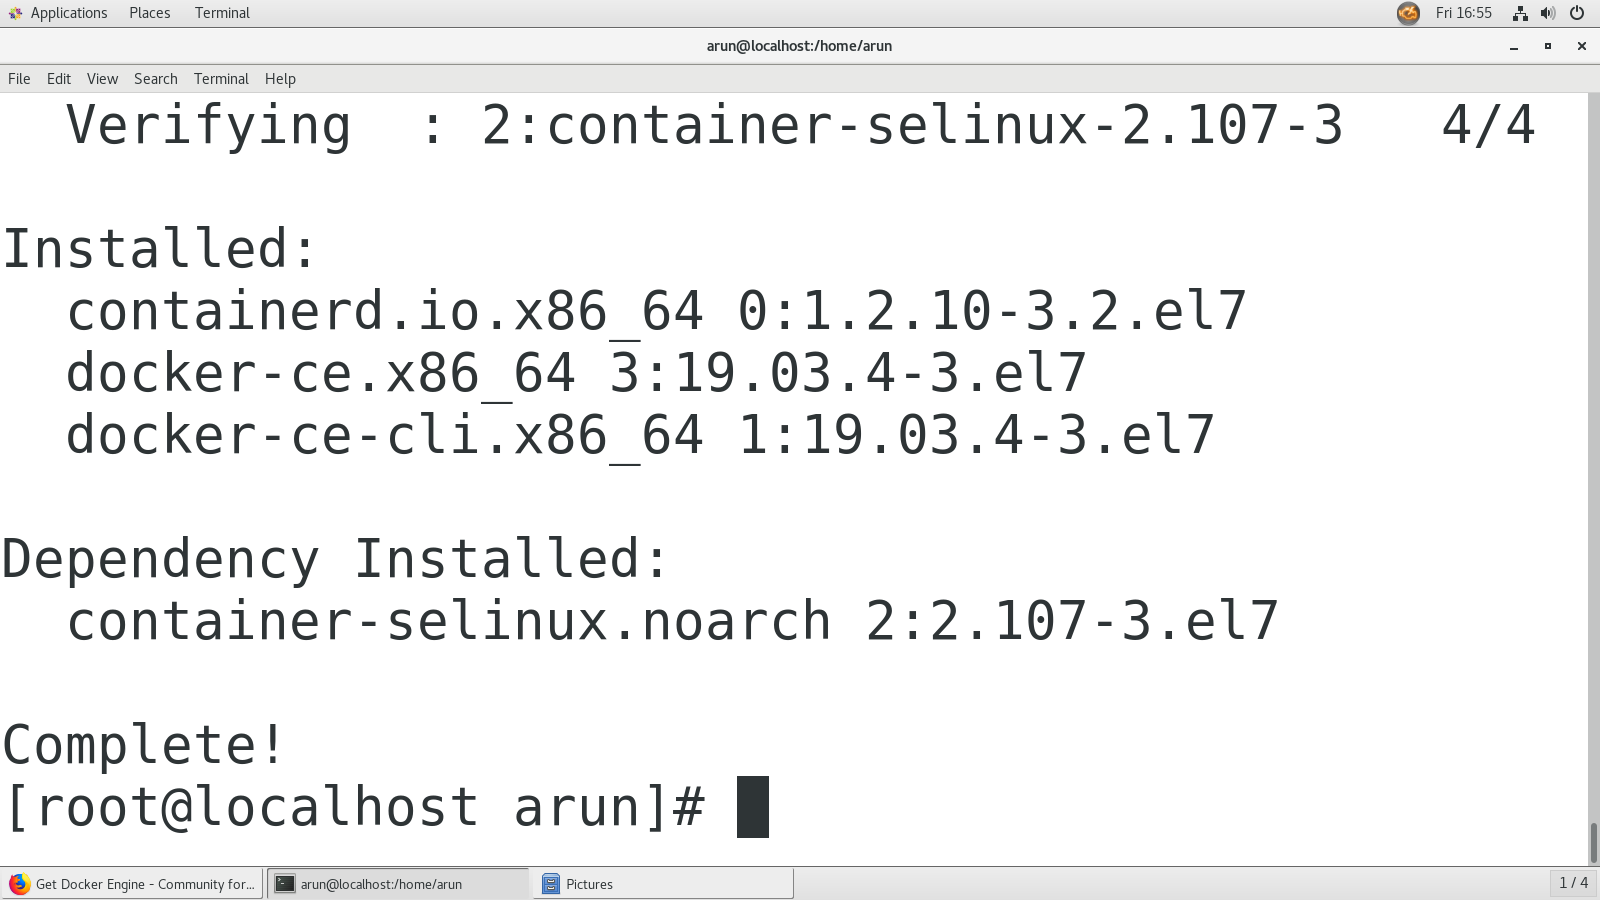 Applications Places Terminal Fri 16:55
arun@localhost:/home/arun
File Edit View Search Terminal Help
Verifying : 2:container-selinux-2.107-3 4/4
Installed:
containerd.io.x86_64 0:1.2.10-3.2.el7
docker-ce.x86_64 3:19.03.4-3.el7
docker-ce-cli.x86_64 1:19.03.4-3.el7
Dependency Installed:
container-selinux.noarch 2:2.107-3.el7
Complete!
[root@localhost arun]#
Get Docker Engine - Community for... arun@localhost:/home/arun Pictures 1 / 4